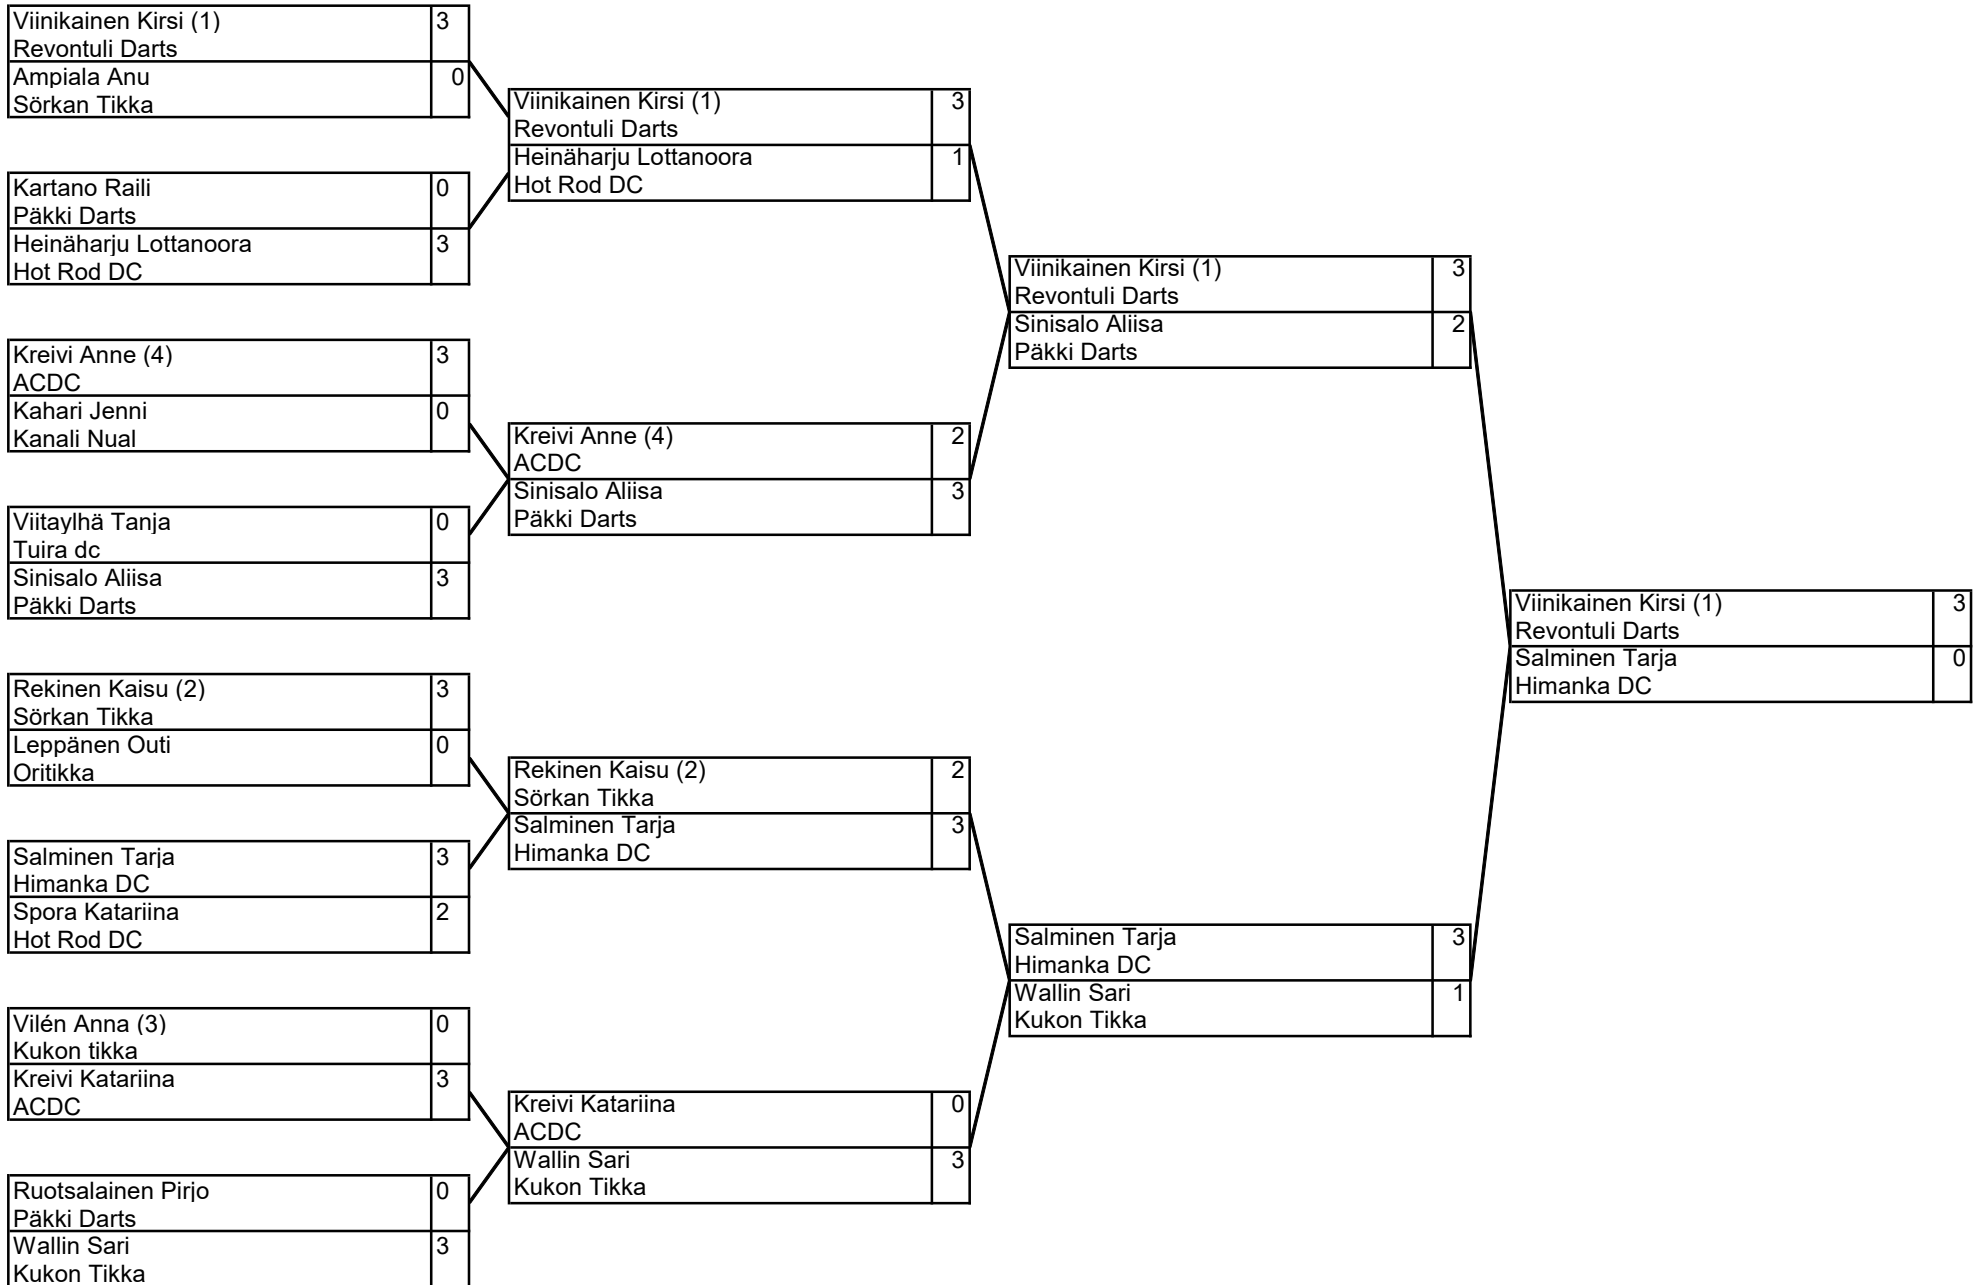 Viinikainen Kirsi (1) 3
Revontuli Darts
Ampiala Anu 0
Sörkan Tikka
Kartano Raili 0
Päkki Darts
Heinäharju Lottanoora 3
Hot Rod DC
Kreivi Anne (4) 3
ACDC
Kahari Jenni 0
Kanali Nual
Viitaylhä Tanja 0
Tuira dc
Sinisalo Aliisa 3
Päkki Darts
Rekinen Kaisu (2) 3
Sörkan Tikka
Leppänen Outi 0
Oritikka
Salminen Tarja 3
Himanka DC
Spora Katariina 2
Hot Rod DC
Vilén Anna (3) 0
Kukon tikka
Kreivi Katariina 3
ACDC
Ruotsalainen Pirjo 0
Päkki Darts
Wallin Sari 3
Kukon Tikka
Viinikainen Kirsi (1) 3
Revontuli Darts
Heinäharju Lottanoora 1
Hot Rod DC
Kreivi Anne (4) 2
ACDC
Sinisalo Aliisa 3
Päkki Darts
Rekinen Kaisu (2) 2
Sörkan Tikka
Salminen Tarja 3
Himanka DC
Kreivi Katariina 0
ACDC
Wallin Sari 3
Kukon Tikka
Viinikainen Kirsi (1) 3
Revontuli Darts
Sinisalo Aliisa 2
Päkki Darts
Salminen Tarja 3
Himanka DC
Wallin Sari 1
Kukon Tikka
Viinikainen Kirsi (1) 3
Revontuli Darts
Salminen Tarja 0
Himanka DC